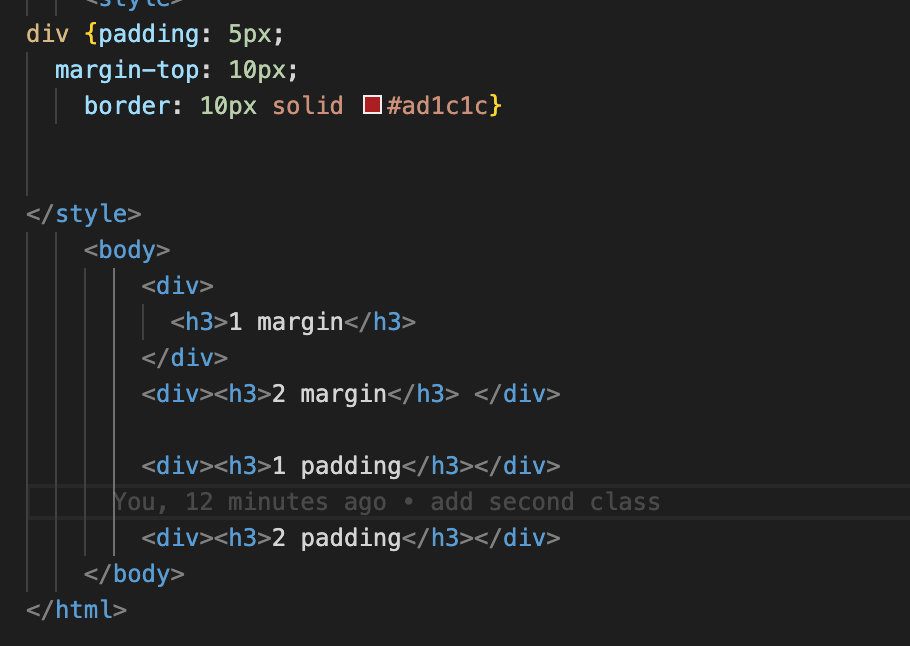 <style>
div {padding: 5px;
margin-top: 10px;
border: 10px solid #ad1c1c}
</style>
<body>
<div>
<h3>1 margin</h3>
</div>
<div><h3>2 margin</h3> </div>
<div><h3>1 padding</h3></div>
You, 12 minutes ago • add second class
<div><h3>2 padding</h3></div>
</body>
</html>